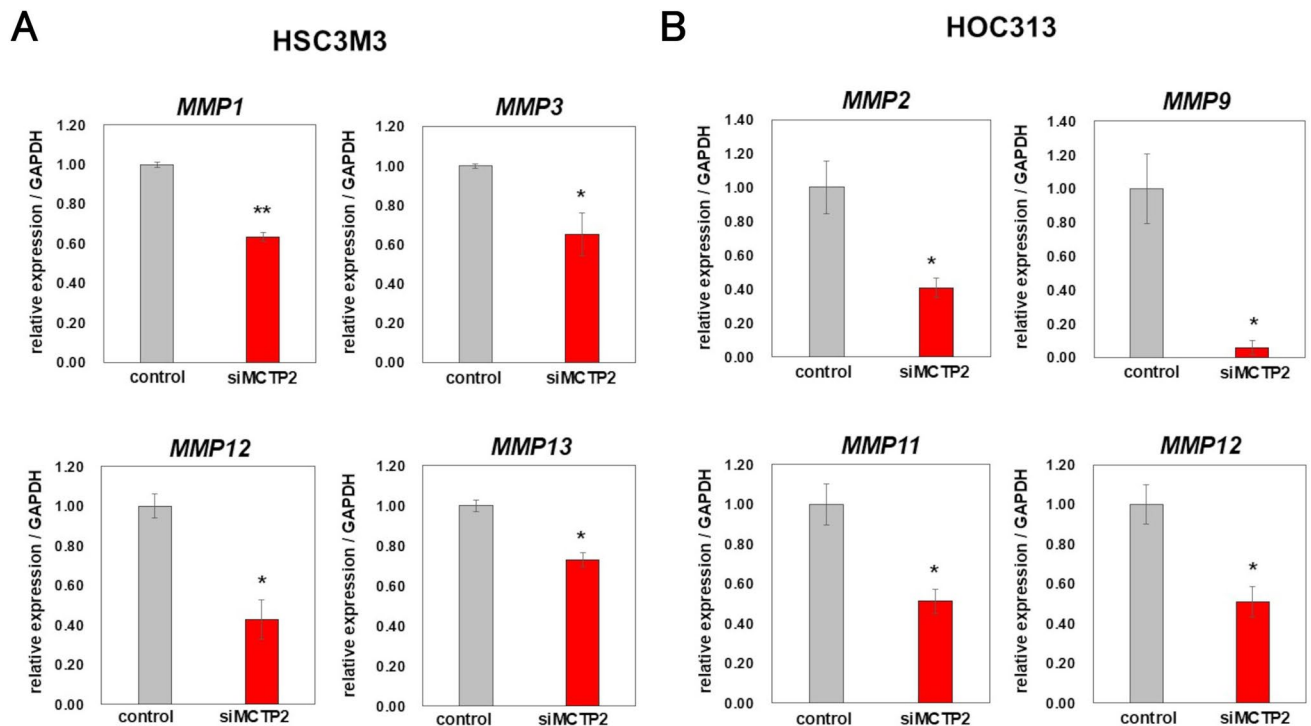 A
HSC3M3
MMP1
relative expression / GAPDH
1.20
1.00
0.80
0.60
0.40
0.20
0.00
**
control
siMCTP2
MMP3
relative expression / GAPDH
1.20
1.00
0.80
0.60
0.40
0.20
0.00
*
control
siMCTP2
MMP12
relative expression / GAPDH
1.20
1.00
0.80
0.60
0.40
0.20
0.00
*
control
siMCTP2
MMP13
relative expression / GAPDH
1.20
1.00
0.80
0.60
0.40
0.20
0.00
*
control
siMCTP2
B
HOC313
MMP2
relative expression / GAPDH
1.40
1.20
1.00
0.80
0.60
0.40
0.20
0.00
*
control
siMCTP2
MMP9
relative expression / GAPDH
1.40
1.20
1.00
0.80
0.60
0.40
0.20
0.00
*
control
siMCTP2
MMP11
relative expression / GAPDH
1.20
1.00
0.80
0.60
0.40
0.20
0.00
*
control
siMCTP2
MMP12
relative expression / GAPDH
1.20
1.00
0.80
0.60
0.40
0.20
0.00
*
control
siMCTP2